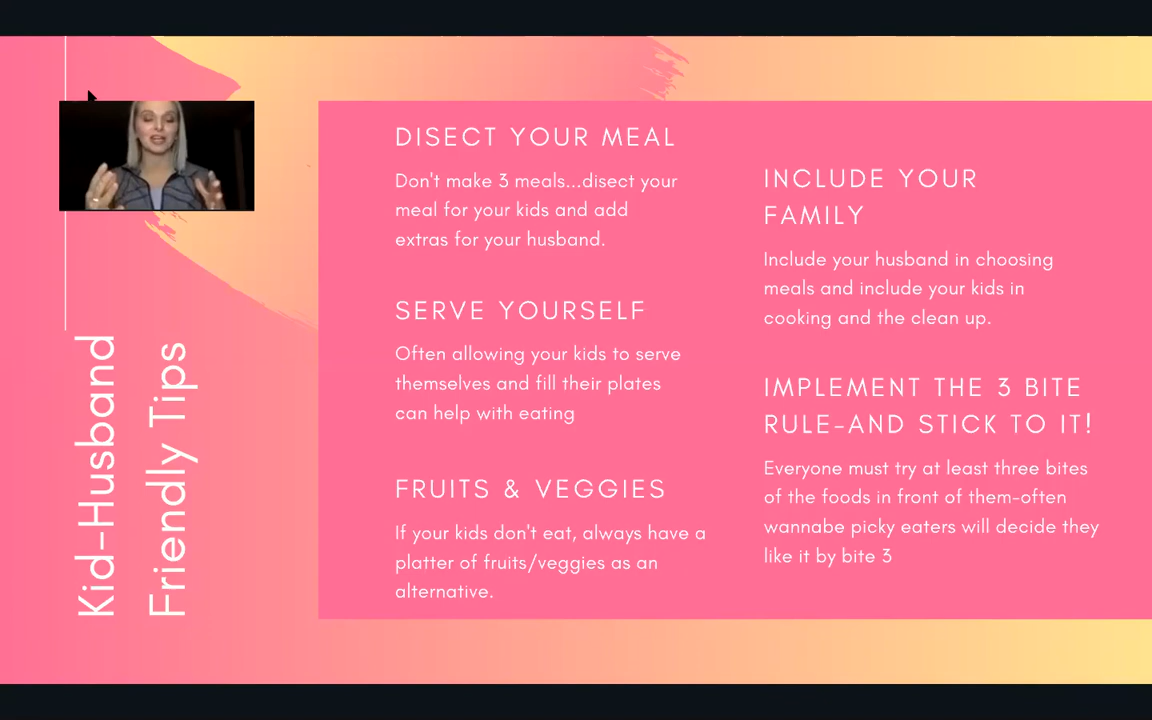 Kid-Husband
Friendly Tips
DISECT YOUR MEAL
Don't make 3 meals...disect your
meal for your kids and add
extras for your husband.
SERVE YOURSELF
Often allowing your kids to serve
themselves and fill their plates
can help with eating
FRUITS & VEGGIES
If your kids don't eat, always have a
platter of fruits/veggies as an
alternative.
INCLUDE YOUR
FAMILY
Include your husband in choosing
meals and include your kids in
cooking and the clean up.
IMPLEMENT THE 3 BITE
RULE-AND STICK TO IT!
Everyone must try at least three bites
of the foods in front of them-often
wannabe picky eaters will decide they
like it by bite 3